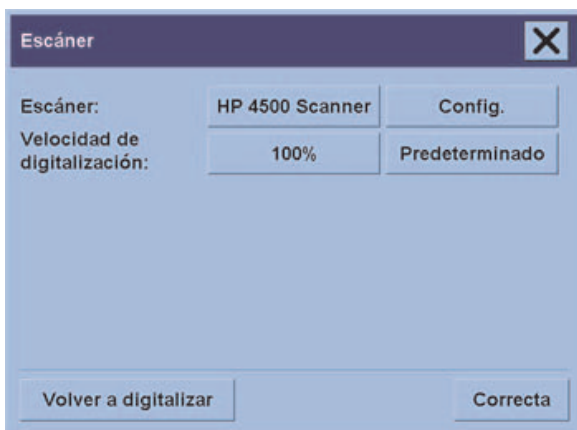 Escáner
Escáner: HP 4500 Scanner Config.
Velocidad de
digitalización: 100% Predeterminado
Volver a digitalizar Correcta